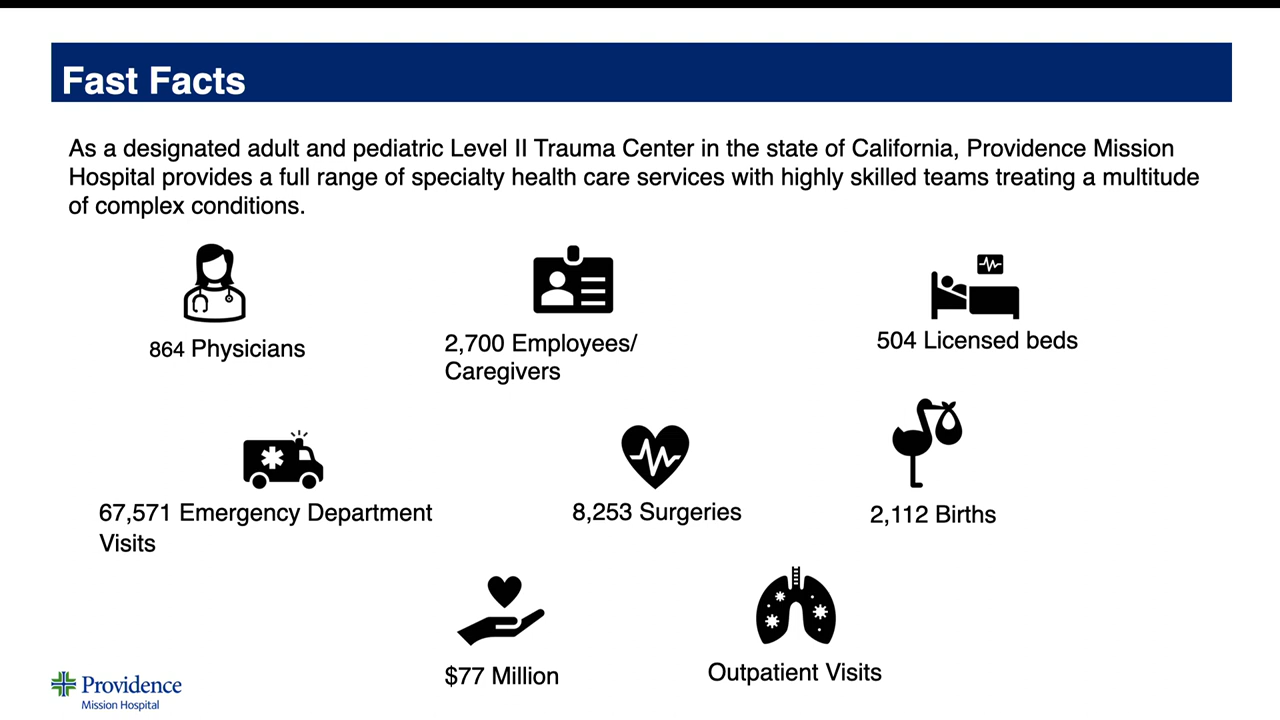 Fast Facts
As a designated adult and pediatric Level II Trauma Center in the state of California, Providence Mission
Hospital provides a full range of specialty health care services with highly skilled teams treating a multitude
of complex conditions.
864 Physicians
2,700 Employees/
Caregivers
504 Licensed beds
67,571 Emergency Department
Visits
8,253 Surgeries
2,112 Births
$77 Million
Outpatient Visits
Providence
Mission Hospital